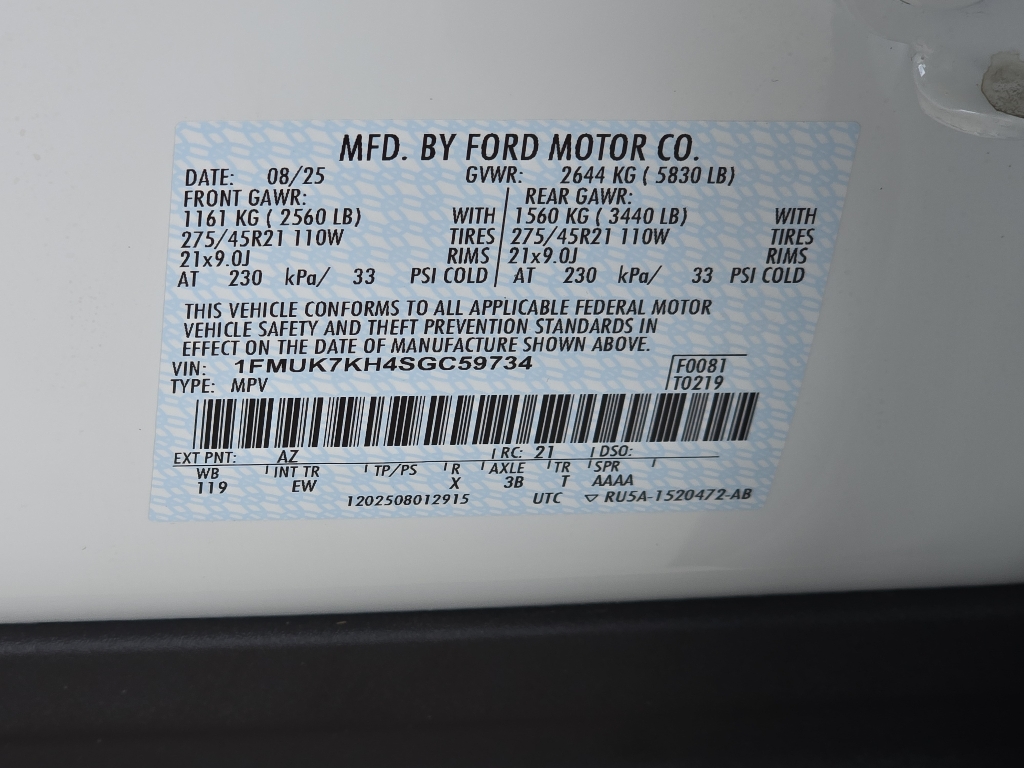 MFD. BY FORD MOTOR CO.
DATE: 08/25 GVWR: 2644 KG ( 5830 LB)
FRONT GAWR: REAR GAWR:
1161 KG ( 2560 LB) WITH 1560 KG ( 3440 LB) WITH
275/45R21 110W TIRES 275/45R21 110W TIRES
21x9.0J RIMS 21x9.0J RIMS
AT 230 kPa/ 33 PSI COLD AT 230 kPa/ 33 PSI COLD
THIS VEHICLE CONFORMS TO ALL APPLICABLE FEDERAL MOTOR
VEHICLE SAFETY AND THEFT PREVENTION STANDARDS IN
EFFECT ON THE DATE OF MANUFACTURE SHOWN ABOVE.
VIN: 1FMUK7KH4SGC59734 F0081
TYPE: MPV T0219
EXT PNT: AZ RC: 21 DSO:
WB INT TR TP/PS R AXLE TR SPR
119 EW X 3B T AAAA
1202508012915 UTC ▽ RU5A-1520472-AB